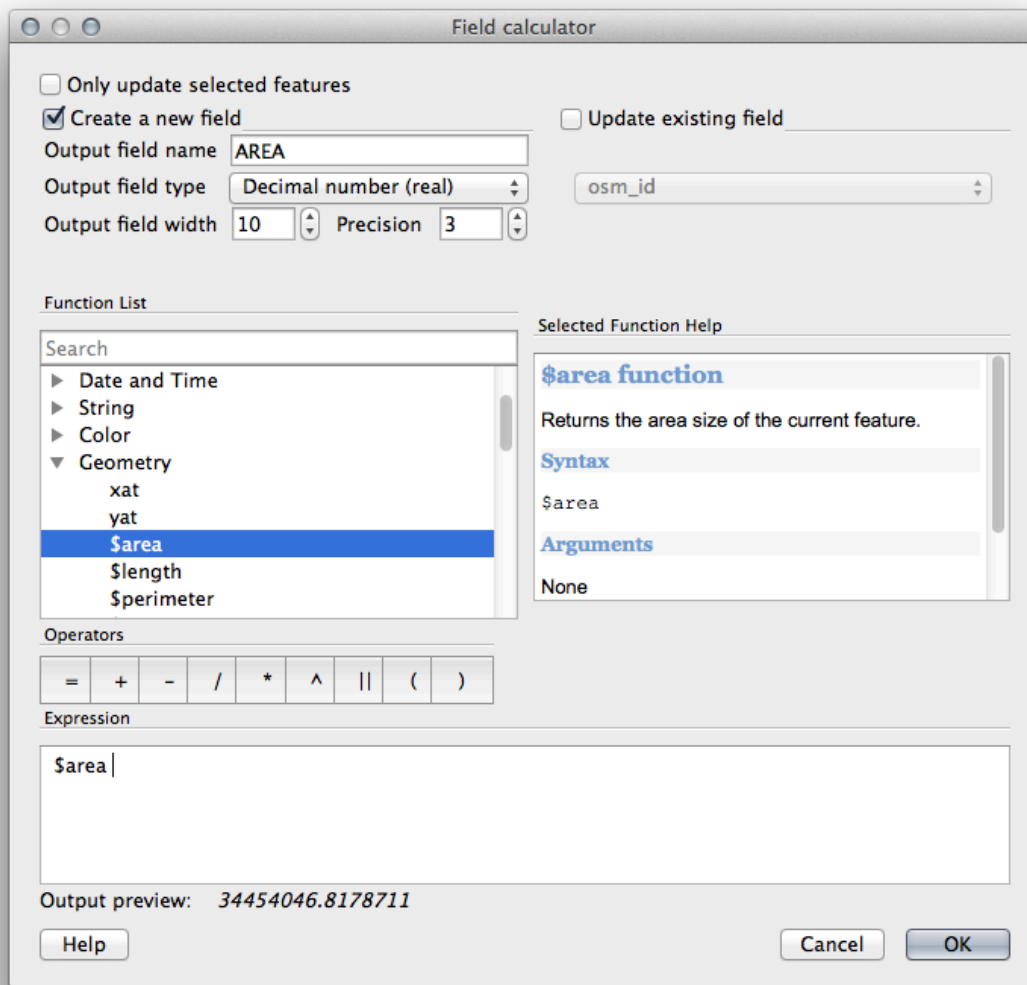 Field calculator
Only update selected features
Create a new field
Update existing field
Output field name AREA
Output field type Decimal number (real)
osm_id
Output field width 10 Precision 3
Function List
Selected Function Help
Search
Date and Time
String
Color
Geometry
xat
yat
$area
$length
$perimeter
$area function
Returns the area size of the current feature.
Syntax
$area
Arguments
None
Operators
= + - / * ^ || ( )
Expression
$area
Output preview: 34454046.8178711
Help Cancel OK